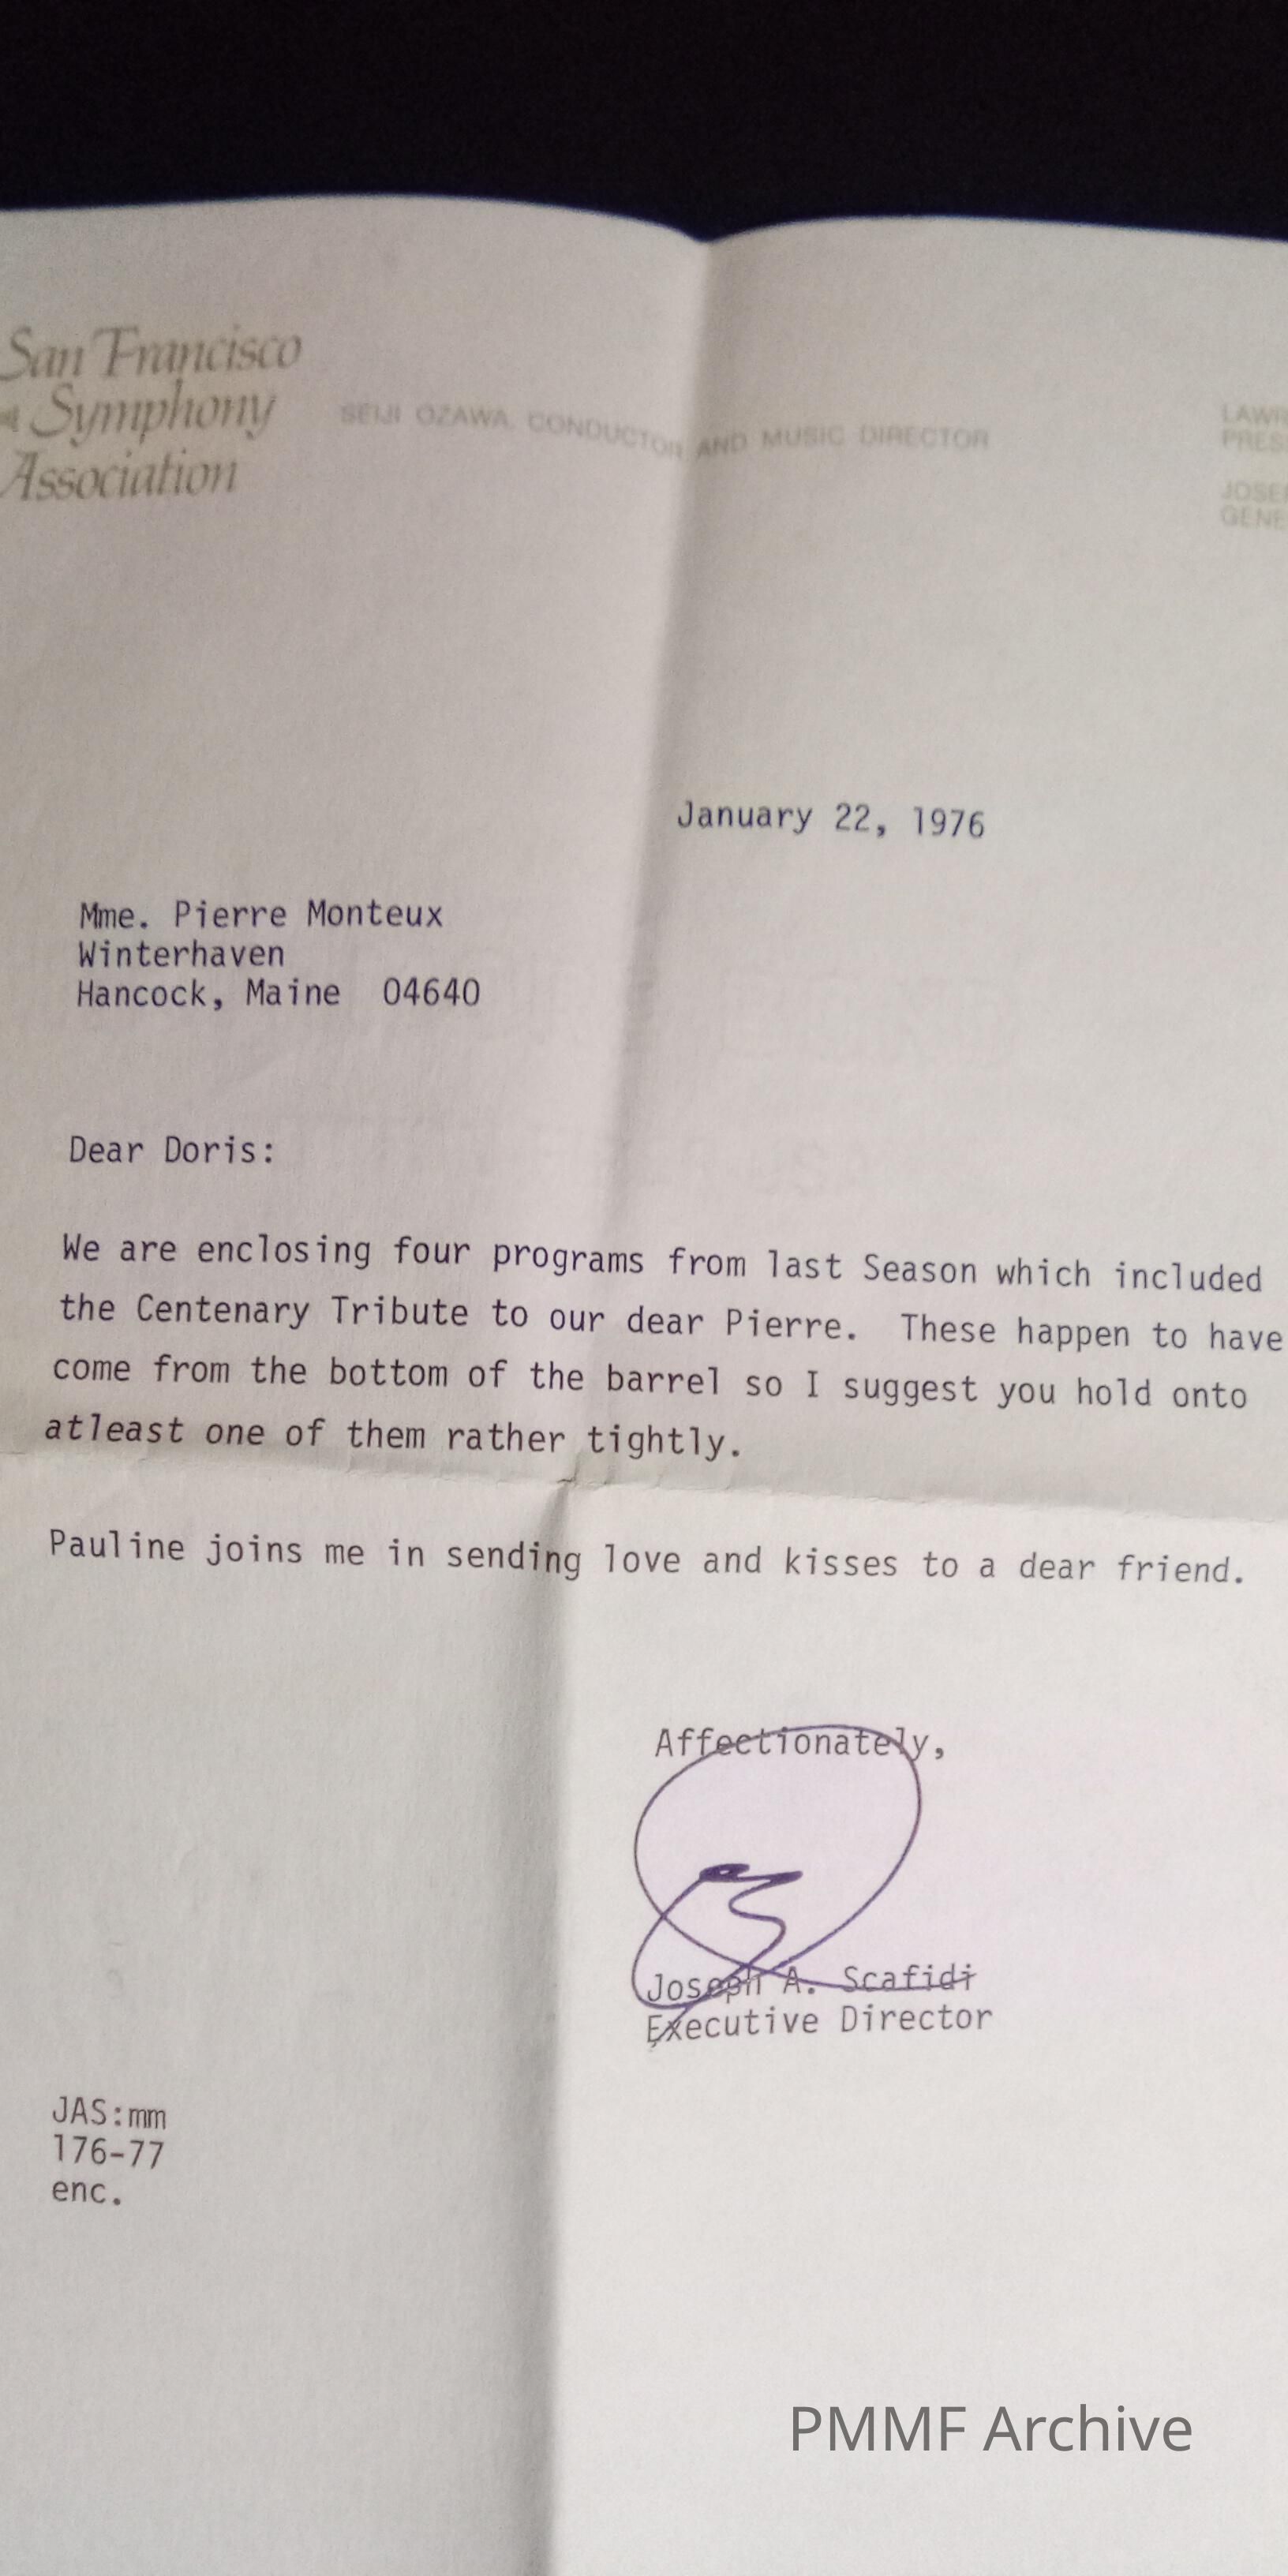 San Francisco
Symphony
Association
SEIJI OZAWA, CONDUCTOR AND MUSIC DIRECTOR
January 22, 1976
Mme. Pierre Monteux
Winterhaven
Hancock, Maine 04640
Dear Doris:
We are enclosing four programs from last Season which included
the Centenary Tribute to our dear Pierre. These happen to have
come from the bottom of the barrel so I suggest you hold onto
atleast one of them rather tightly.
Pauline joins me in sending love and kisses to a dear friend.
Affectionately,
Joseph A. Scafidi
Executive Director
JAS:mm
176-77
enc.
PMMF Archive